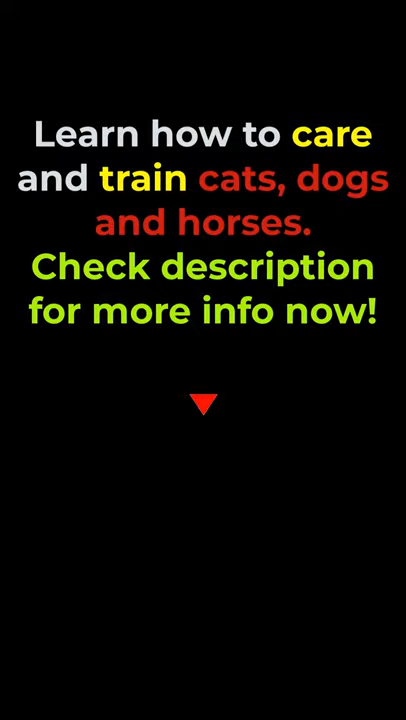 Learn how to care
and train cats, dogs
and horses.
Check description
for more info now!